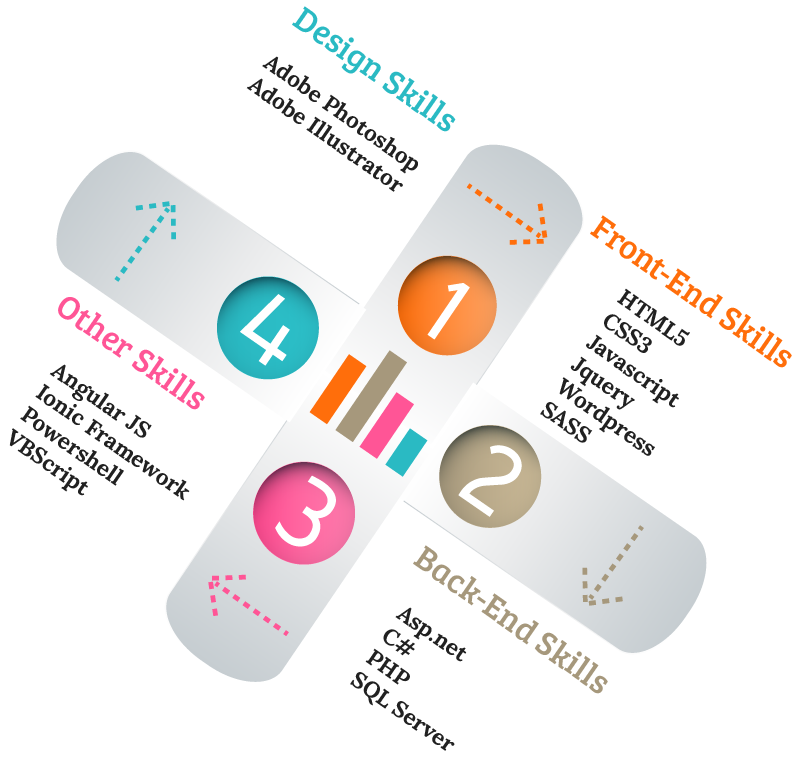 Design Skills
Adobe Photoshop
Adobe Illustrator
1
Front-End Skills
HTML5
CSS3
Javascript
Jquery
Wordpress
SASS
2
Back-End Skills
Asp.net
C#
PHP
SQL Server
3
Other Skills
Angular JS
Ionic Framework
Powershell
VBScript
4